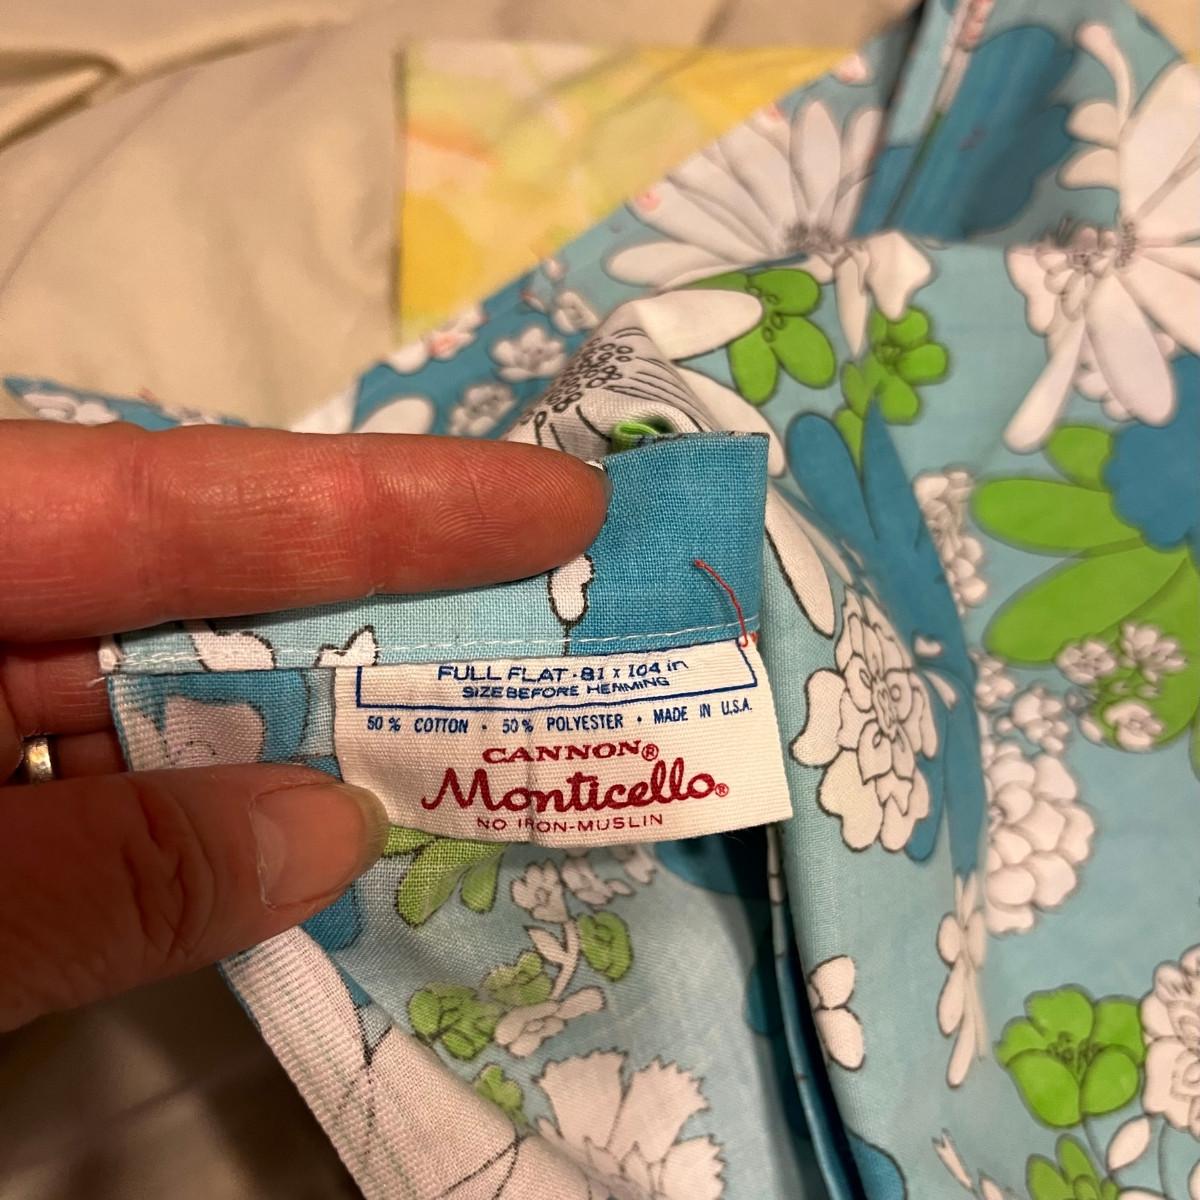 FULL FLAT · 81 x 104 in
SIZE BEFORE HEMMING
50 % COTTON · 50 % POLYESTER · MADE IN U.S.A.
CANNON®
Monticello®
NO IRON-MUSLIN